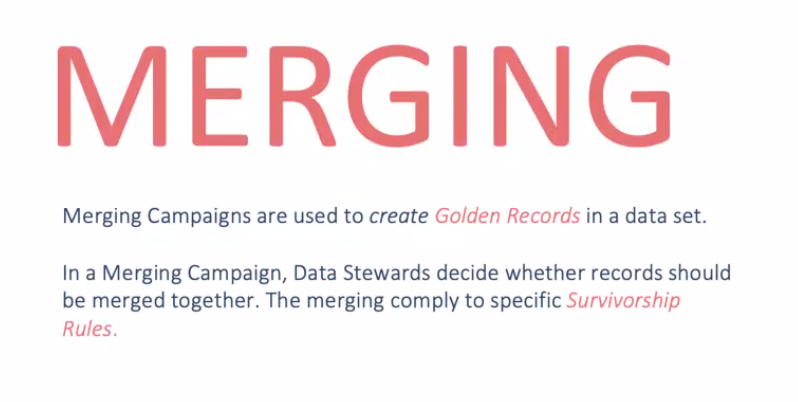 MERGING
Merging Campaigns are used to create Golden Records in a data set.
In a Merging Campaign, Data Stewards decide whether records should
be merged together. The merging comply to specific Survivorship
Rules.